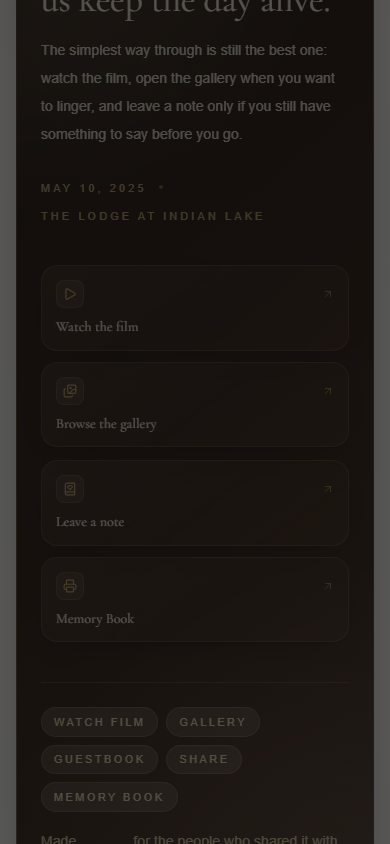 us keep the day alive.
The simplest way through is still the best one:
watch the film, open the gallery when you want
to linger, and leave a note only if you still have
something to say before you go.
MAY 10, 2025 •
THE LODGE AT INDIAN LAKE
Watch the film
Browse the gallery
Leave a note
Memory Book
WATCH FILM
GALLERY
GUESTBOOK
SHARE
MEMORY BOOK
Made for the people who shared it with